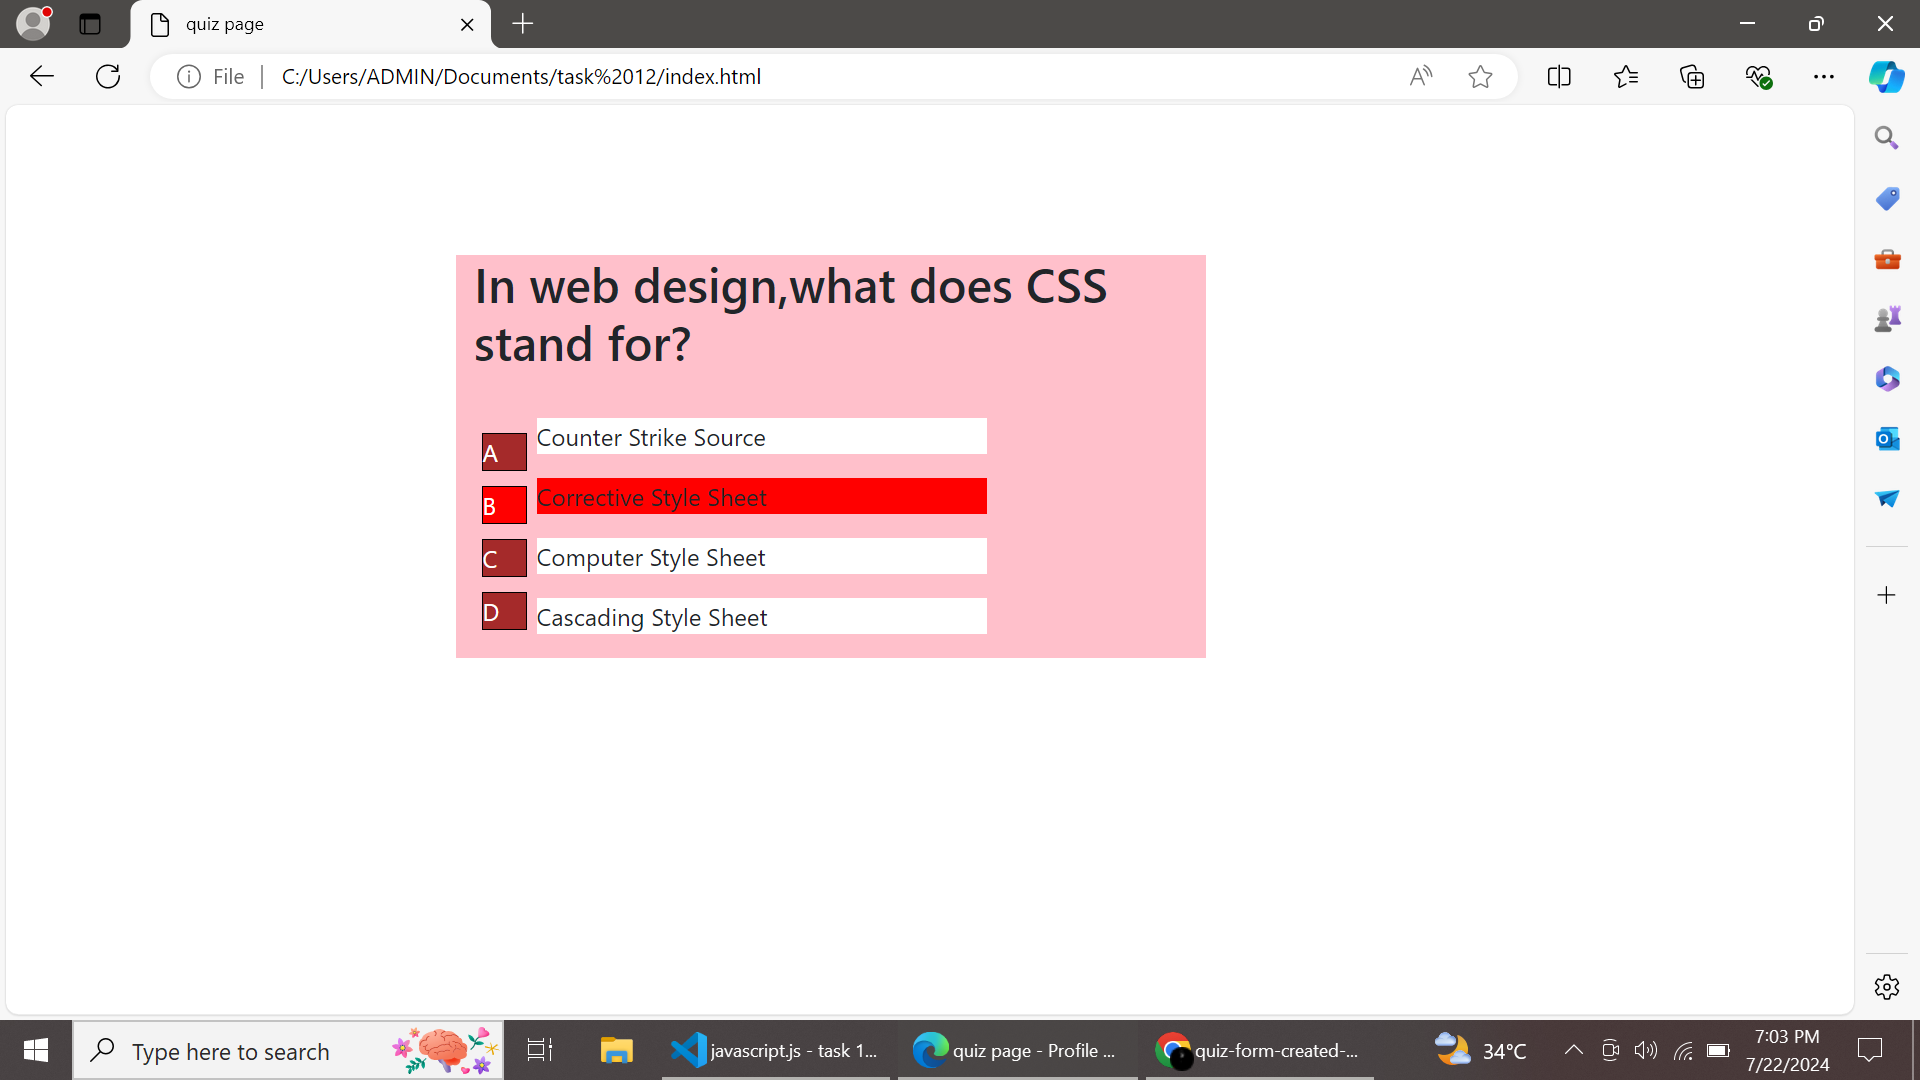 quiz page
File
C:/Users/ADMIN/Documents/task%2012/index.html
In web design,what does CSS
stand for?
A
Counter Strike Source
B
Corrective Style Sheet
C
Computer Style Sheet
D
Cascading Style Sheet
Type here to search
javascript.js - task 1...
quiz page - Profile ...
quiz-form-created-...
34°C
7:03 PM
7/22/2024